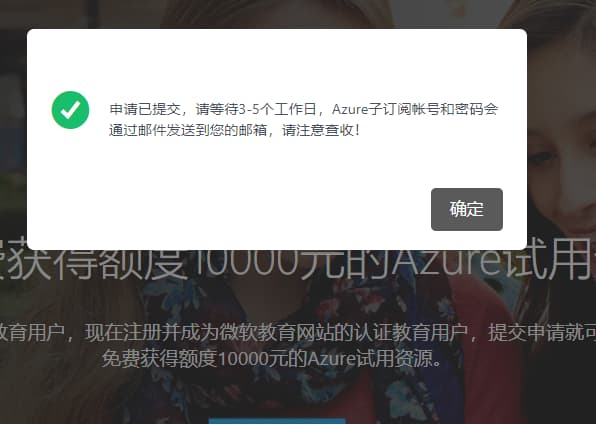 申请已提交，请等待3-5个工作日，Azure子订阅帐号和密码会
通过邮件发送到您的邮箱，请注意查收！
确定
获得额度10000元的Azure试用
教育用户，现在注册并成为微软教育网站的认证教育用户，提交申请就可
免费获得额度10000元的Azure试用资源。